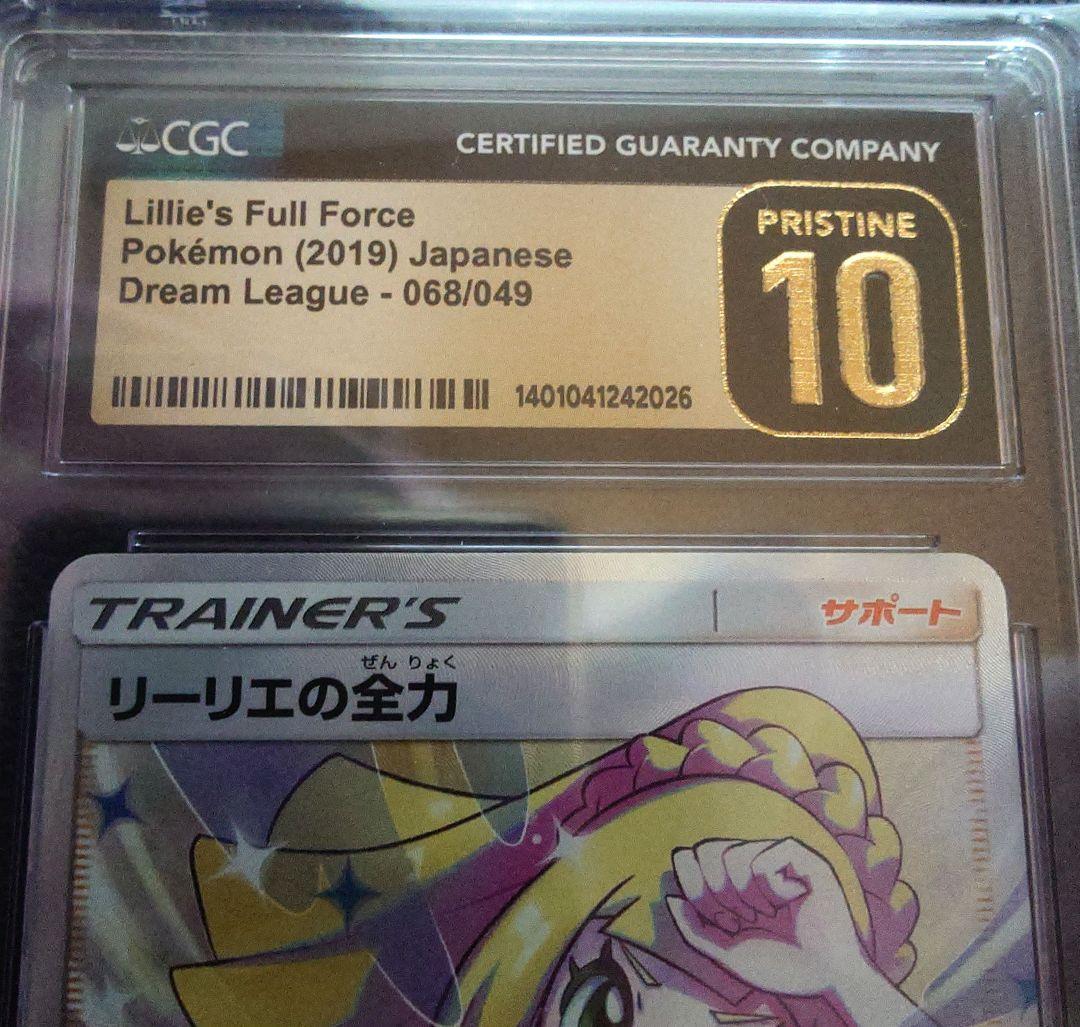 CGC
CERTIFIED GUARANTY COMPANY
Lillie's Full Force
Pokémon (2019) Japanese
Dream League - 068/049
1401041242026
PRISTINE
10
TRAINER'S
サポート
ぜん りょく
リーリエの全力